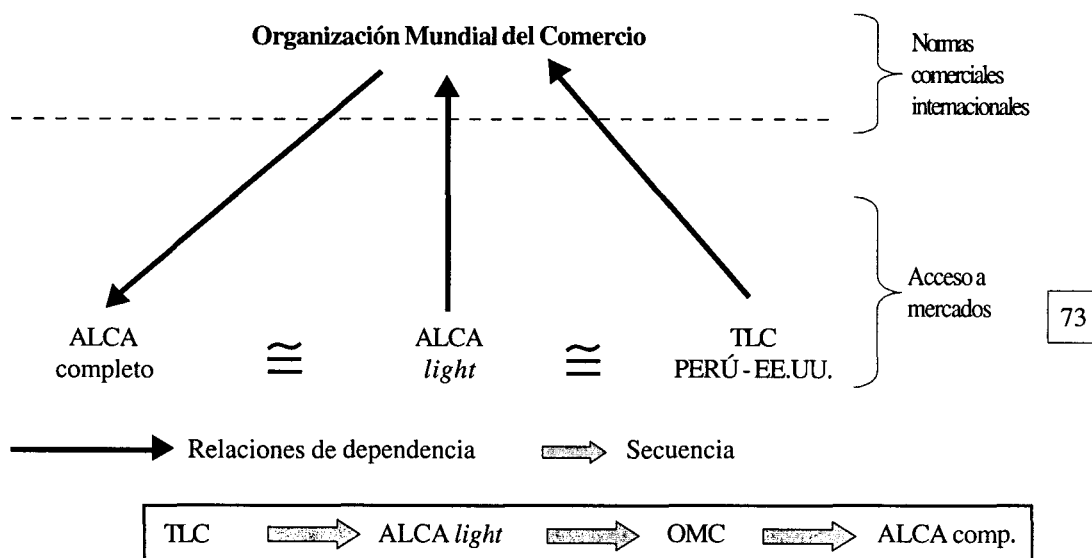 Organización Mundial del Comercio
Normas
comerciales
internacionales
Acceso a
mercados
73
ALCA
completo
≅
ALCA
light
≅
TLC
PERÚ - EE.UU.
Relaciones de dependencia
Secuencia
TLC
ALCA light
OMC
ALCA comp.